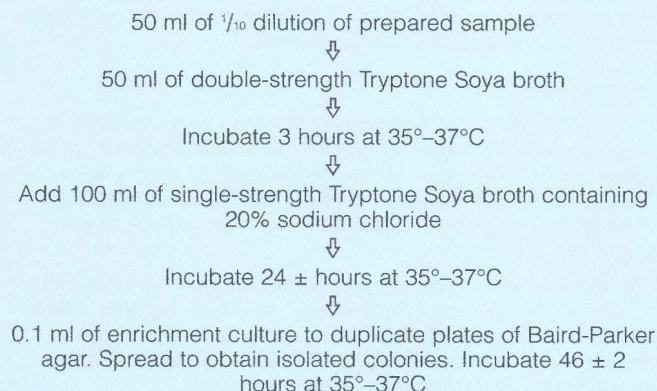 50 ml of 1/10 dilution of prepared sample
⇩
50 ml of double-strength Tryptone Soya broth
⇩
Incubate 3 hours at 35°–37°C
⇩
Add 100 ml of single-strength Tryptone Soya broth containing
20% sodium chloride
⇩
Incubate 24 ± hours at 35°–37°C
⇩
0.1 ml of enrichment culture to duplicate plates of Baird-Parker
agar. Spread to obtain isolated colonies. Incubate 46 ± 2
hours at 35°–37°C